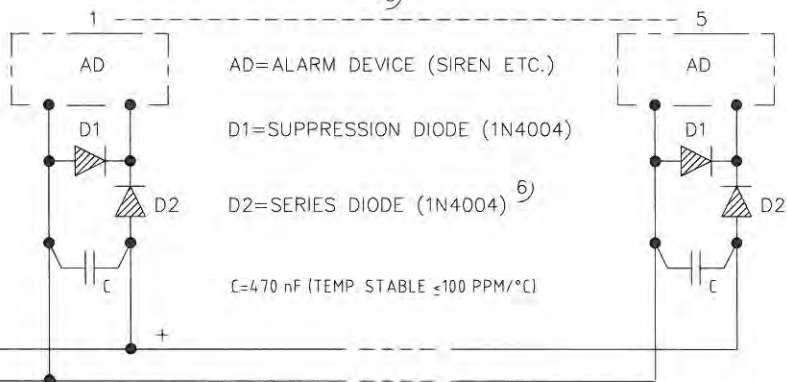 1
5
AD
AD=ALARM DEVICE (SIREN ETC.)
AD
D1
D1=SUPPRESSION DIODE (1N4004)
D1
D2
D2=SERIES DIODE (1N4004) 6)
D2
C
C=470 nF (TEMP. STABLE ≤100 PPM/°C)
C
+